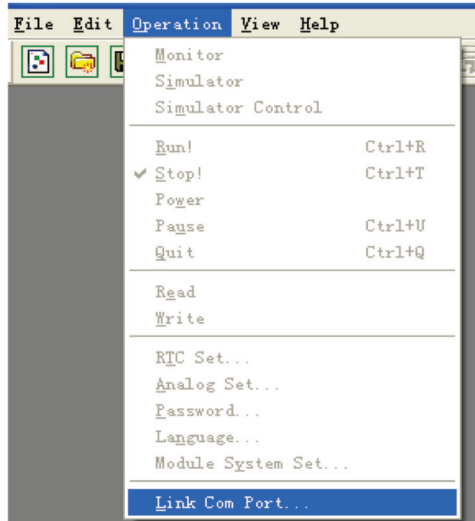 File Edit Operation View Help
Monitor
Simulator
Simulator Control
Run! Ctrl+R
Stop! Ctrl+T
Power
Pause Ctrl+U
Quit Ctrl+Q
Read
Write
RTC Set...
Analog Set...
Password...
Language...
Module System Set...
Link Com Port...